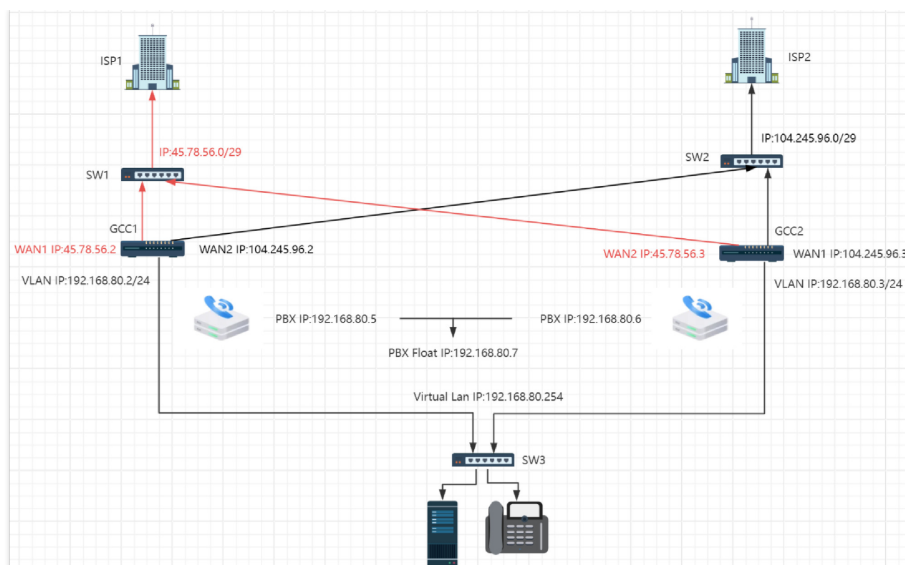 ISP1
ISP2
IP:45.78.56.0/29
IP:104.245.96.0/29
SW1
SW2
GCC1
GCC2
WAN1 IP:45.78.56.2
WAN2 IP:104.245.96.2
WAN2 IP:45.78.56.3
WAN1 IP:104.245.96.3
VLAN IP:192.168.80.2/24
VLAN IP:192.168.80.3/24
PBX IP:192.168.80.5
PBX IP:192.168.80.6
PBX Float IP:192.168.80.7
Virtual Lan IP:192.168.80.254
SW3